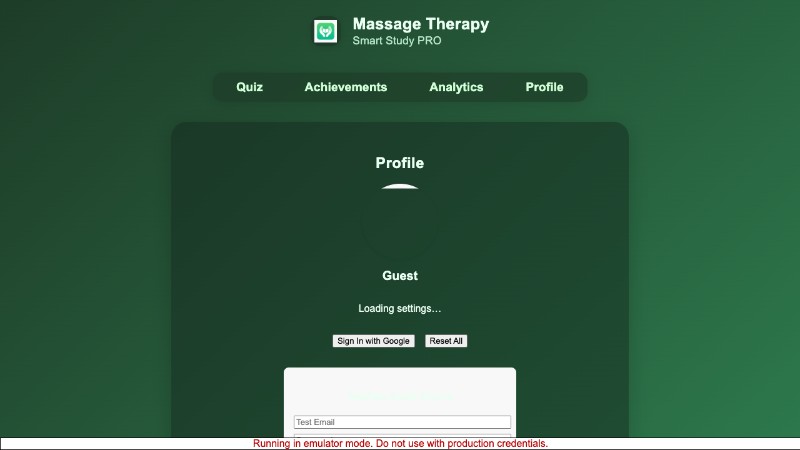 Massage Therapy
Smart Study PRO
Quiz Achievements Analytics Profile
Profile
Guest
Loading settings...
Sign In with Google Reset All
Test Email
Running in emulator mode. Do not use with production credentials.